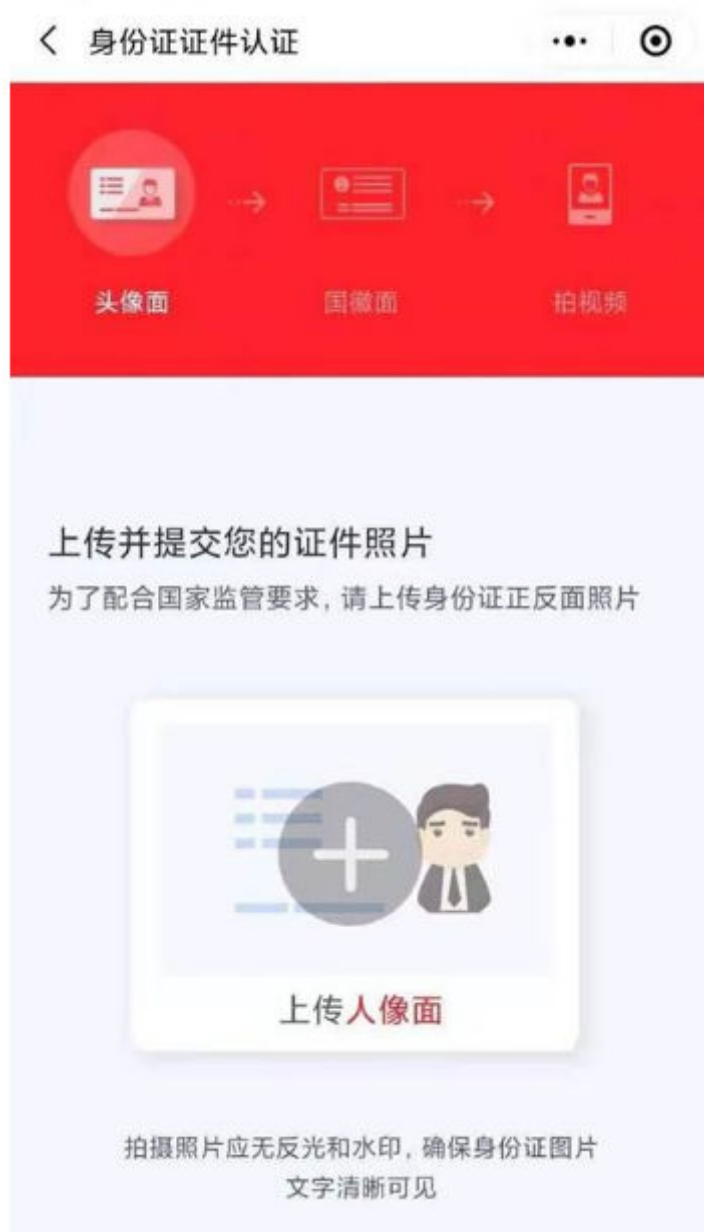 身份证证件认证
头像面
国徽面
拍视频
上传并提交您的证件照片
为了配合国家监管要求,请上传身份证正反面照片
上传人像面
拍摄照片应无反光和水印,确保身份证图片
文字清晰可见